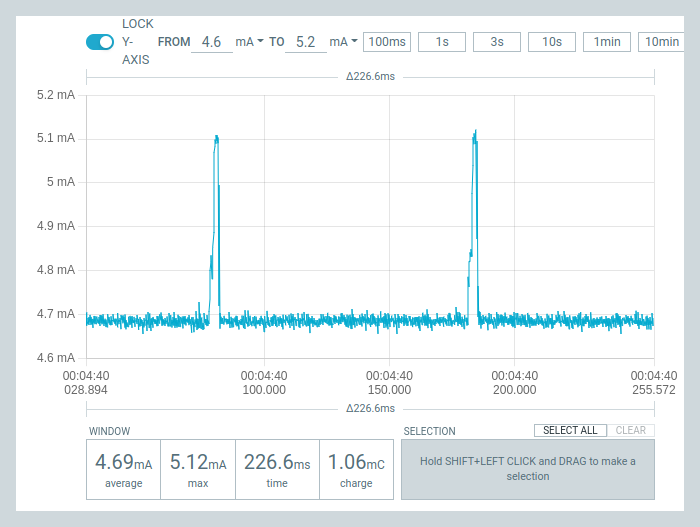 LOCK
Y-
AXIS
FROM 4.6 mA TO 5.2 mA 100ms 1s 3s 10s 1min 10min
Δ226.6ms
5.2 mA
5.1 mA
5 mA
4.9 mA
4.8 mA
4.7 mA
4.6 mA
00:04:40 00:04:40 00:04:40 00:04:40 00:04:40
028.894 100.000 150.000 200.000 255.572
Δ226.6ms
WINDOW SELECTION SELECT ALL CLEAR
4.69mA 5.12mA 226.6ms 1.06mC
average max time charge
Hold SHIFT+LEFT CLICK and DRAG to make a
selection